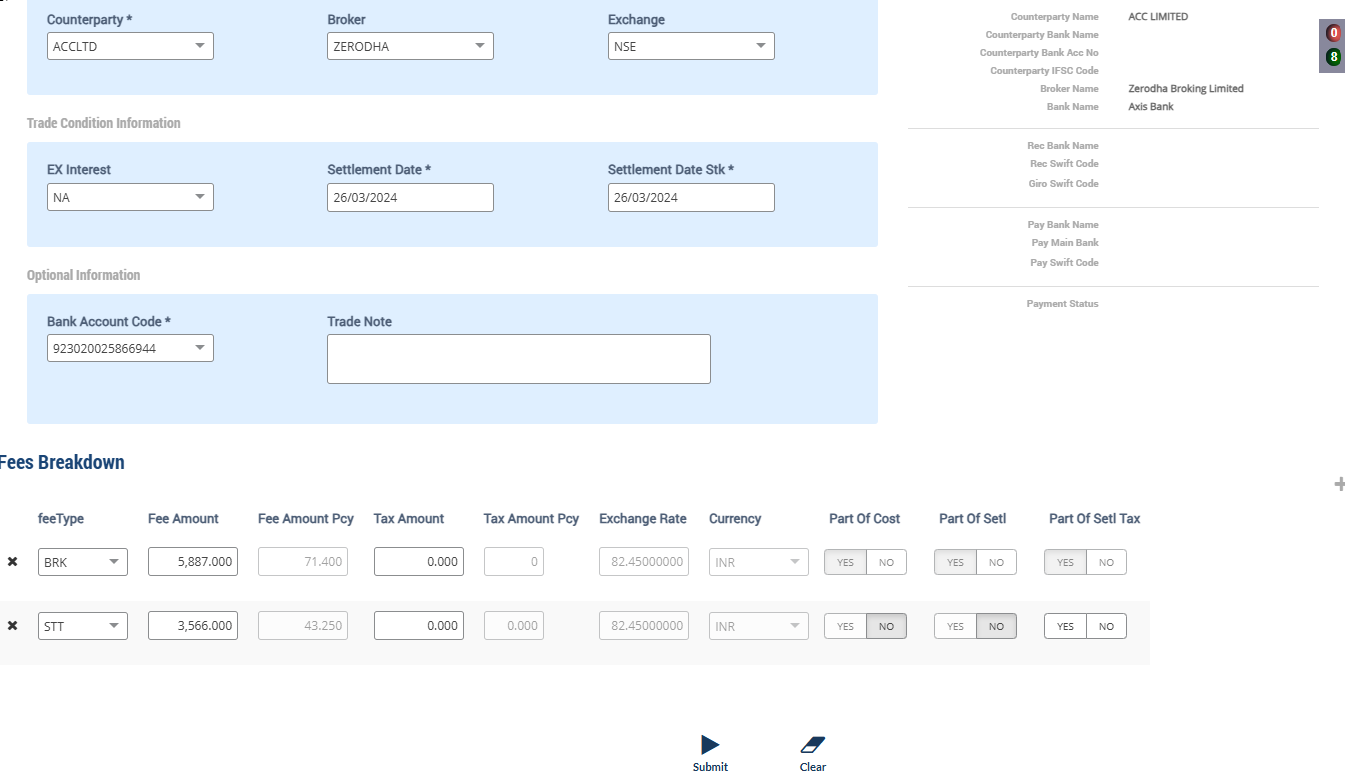 Counterparty * Broker Exchange
ACCLTD ZERODHA NSE
Trade Condition Information
EX Interest Settlement Date * Settlement Date Stk *
NA 26/03/2024 26/03/2024
Optional Information
Bank Account Code * Trade Note
923020025866944
Counterparty Name ACC LIMITED
Counterparty Bank Name
Counterparty Bank Acc No
Counterparty IFSC Code
Broker Name Zerodha Broking Limited
Bank Name Axis Bank
Rec Bank Name
Rec Swift Code
Giro Swift Code
Pay Bank Name
Pay Main Bank
Pay Swift Code
Payment Status
0
8
Fees Breakdown
feeType Fee Amount Fee Amount Pcy Tax Amount Tax Amount Pcy Exchange Rate Currency Part Of Cost Part Of Setl Part Of Setl Tax
BRK 5,887.000 71.400 0.000 0 82.45000000 INR YES NO YES NO YES NO
STT 3,566.000 43.250 0.000 0.000 82.45000000 INR YES NO YES NO YES NO
Submit Clear